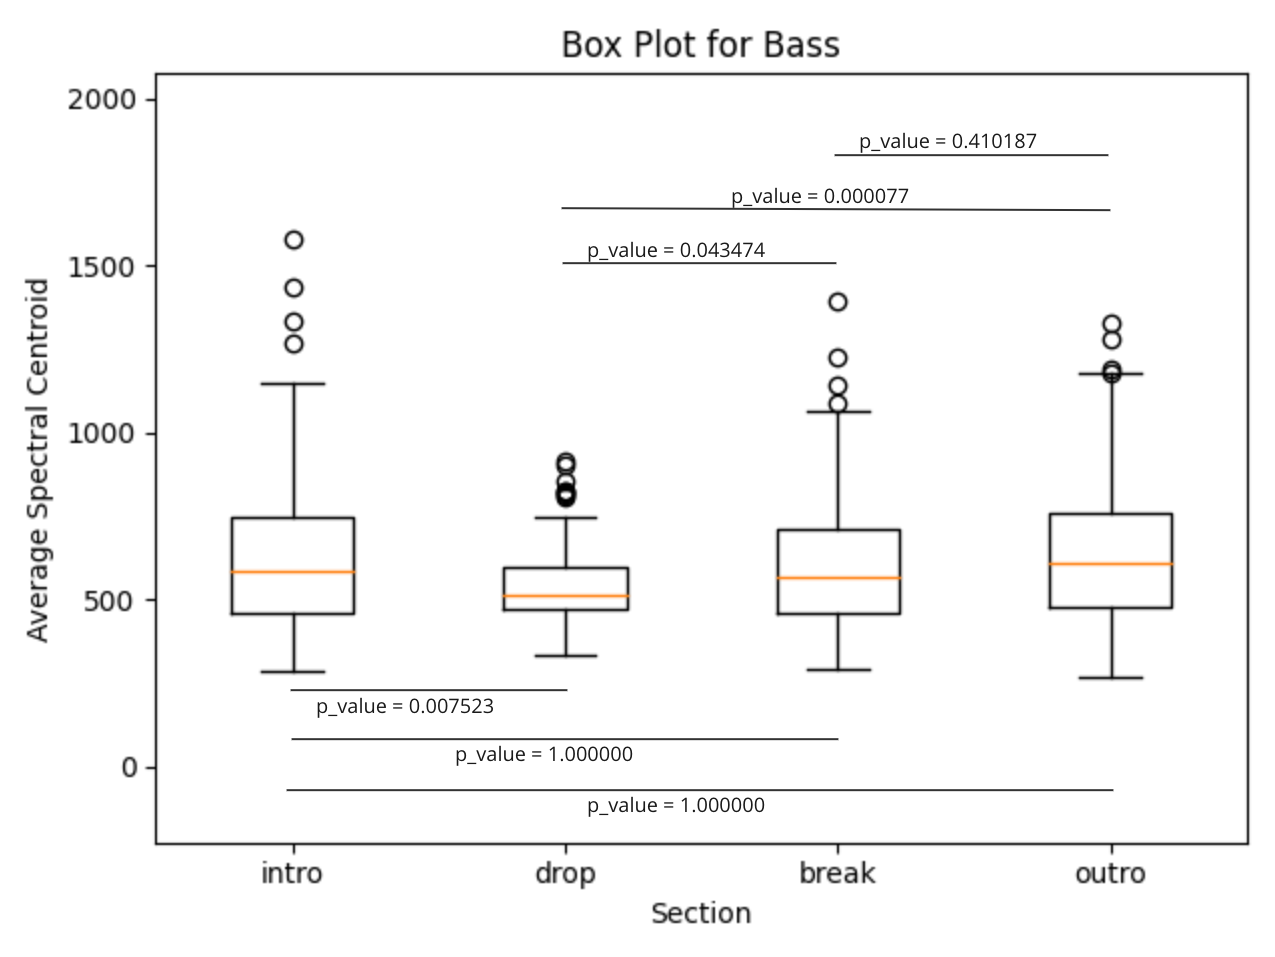 Box Plot for Bass
2000
p_value = 0.410187
p_value = 0.000077
p_value = 0.043474
1500
1000
500
0
Average Spectral Centroid
p_value = 0.007523
p_value = 1.000000
p_value = 1.000000
intro drop break outro
Section